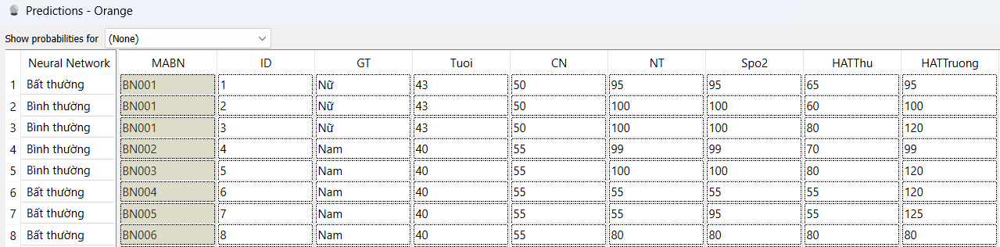 Predictions - Orange
Show probabilities for (None)
Neural Network MABN ID GT Tuoi CN NT Spo2 HATThu HATTruong
1 Bất thường BN001 1 Nữ 43 50 95 95 65 95
2 Bình thường BN001 2 Nữ 43 50 100 100 60 100
3 Bình thường BN001 3 Nữ 43 50 100 100 80 120
4 Bình thường BN002 4 Nam 40 55 99 99 70 99
5 Bình thường BN003 5 Nam 40 55 100 100 80 120
6 Bất thường BN004 6 Nam 40 55 55 55 55 120
7 Bất thường BN005 7 Nam 40 55 55 95 55 125
8 Bất thường BN006 8 Nam 40 55 80 80 80 80